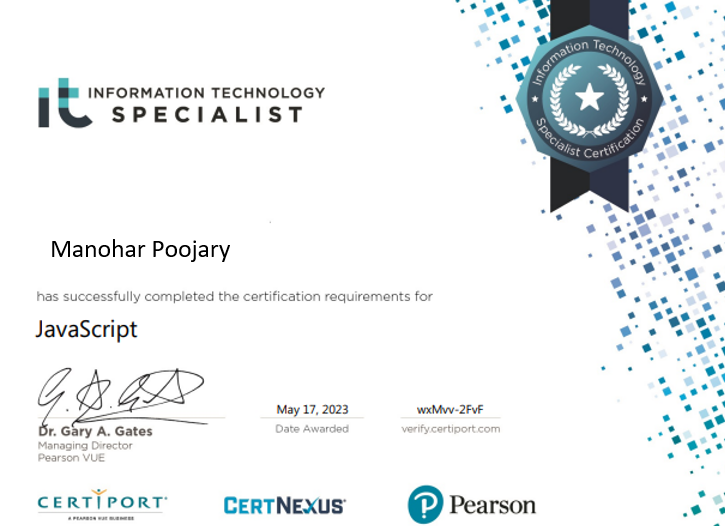 it INFORMATION TECHNOLOGY
SPECIALIST
Information Technology
Specialist Certification
Manohar Poojary
has successfully completed the certification requirements for
JavaScript
Dr. Gary A. Gates
Managing Director
Pearson VUE
May 17, 2023
Date Awarded
wxMvv-2FvF
verify.certiport.com
CERTIPORT
A PEARSON VUE BUSINESS
CERTNEXUS
P Pearson